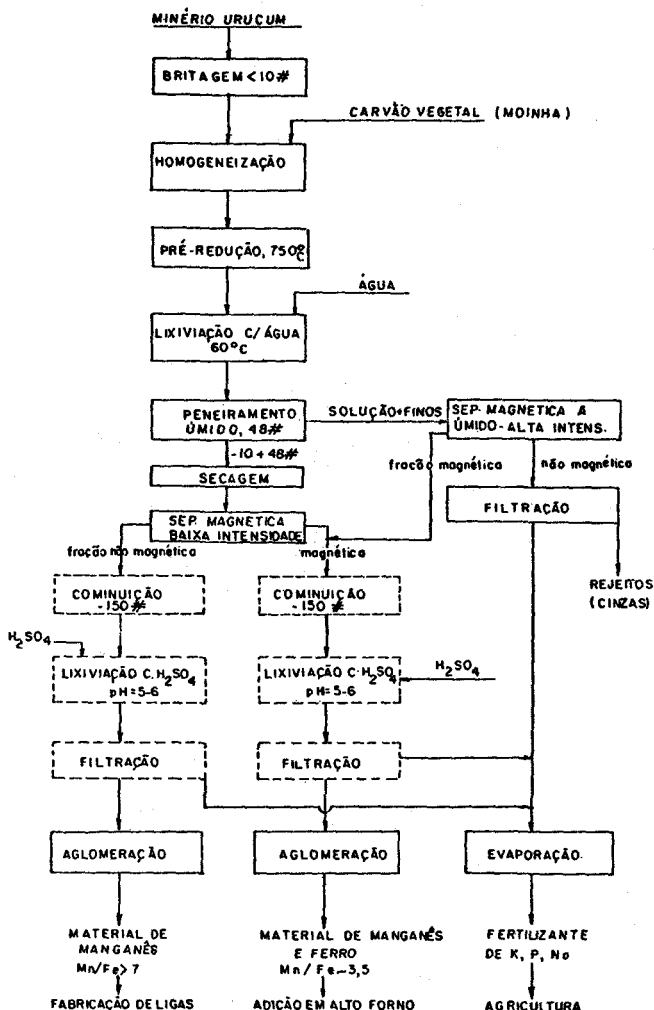 MINÉRIO URUCUM
BRITAGEM < 10#
CARVÃO VEGETAL (MOINHA)
HOMOGENEIZAÇÃO
PRÉ-REDUÇÃO, 750ºC
ÁGUA
LIXIVIAÇÃO C/ÁGUA
60°C
PENEIRAMENTO
ÚMIDO, 48#
SOLUÇÃO+FINOS
SEP. MAGNETICA A
ÚMIDO-ALTA INTENS.
-10+48#
SECAGEM
fração magnética
não magnética
FILTRAÇÃO
SEP. MAGNETICA
BAIXA INTENSIDADE
fração não magnética
magnética
REJEITOS
(CINZAS)
COMINUIÇÃO
-150#
COMINUIÇÃO
-150#
H₂SO₄
LIXIVIAÇÃO C.H₂SO₄
pH=5-6
LIXIVIAÇÃO C.H₂SO₄
pH=5-6
H₂SO₄
FILTRAÇÃO
FILTRAÇÃO
AGLOMERAÇÃO
AGLOMERAÇÃO
EVAPORAÇÃO.
MATERIAL DE
MANGANÊS
Mn/Fe>7
MATERIAL DE MANGANÊS
E FERRO
Mn/Fe~3,5
FERTILIZANTE
DE K, P, Na
FABRICAÇÃO DE LIGAS
ADIÇÃO EM ALTO FORNO
AGRICULTURA